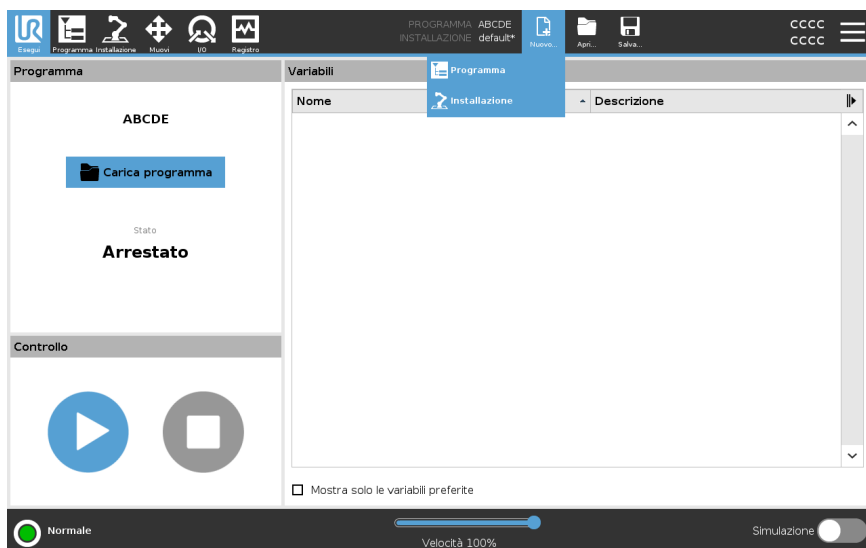 UR
Esegui
Programma
Installazione
Muovi
I/O
Registro
PROGRAMMA ABCDE
INSTALLAZIONE default*
Nuovo...
Apri...
Salva...
CCCC
CCCC
Programma
Installazione
Programma
ABCDE
Carica programma
Stato
Arrestato
Controllo
Variabili
Nome
Descrizione
Mostra solo le variabili preferite
Normale
Velocità 100%
Simulazione